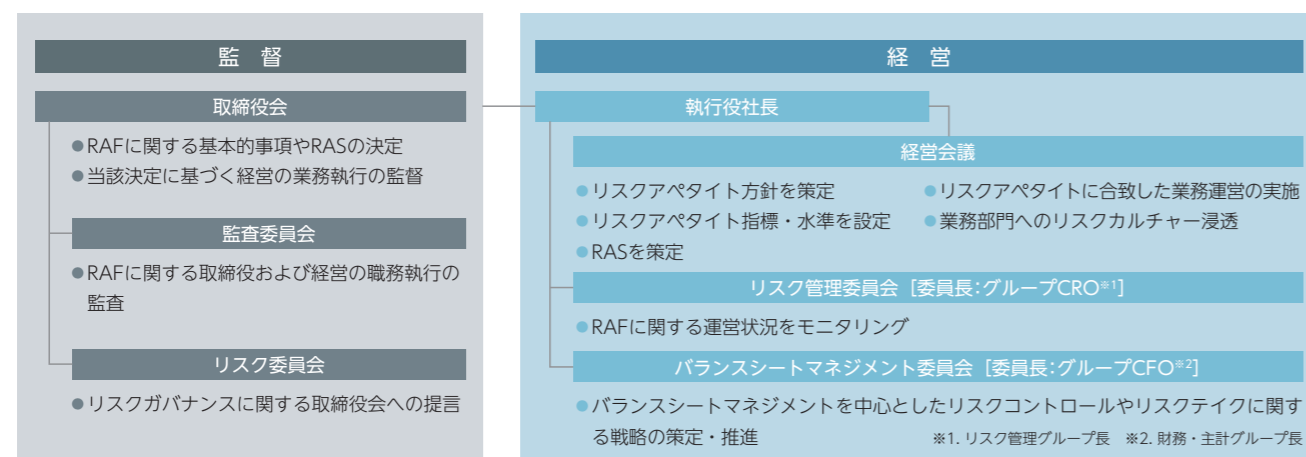 監 督
取締役会
●RAFに関する基本的事項やRASの決定
●当該決定に基づく経営の業務執行の監督
監査委員会
●RAFに関する取締役および経営の職務執行の
監査
リスク委員会
●リスクガバナンスに関する取締役会への提言
経 営
執行役社長
経営会議
●リスクアペタイト方針を策定
●リスクアペタイト指標・水準を設定
●RASを策定
●リスクアペタイトに合致した業務運営の実施
●業務部門へのリスクカルチャー浸透
リスク管理委員会[委員長:グループCRO※1]
●RAFに関する運営状況をモニタリング
バランスシートマネジメント委員会[委員長:グループCFO※2]
●バランスシートマネジメントを中心としたリスクコントロールやリスクテイクに関す
る戦略の策定・推進
※1. リスク管理グループ長 ※2. 財務・主計グループ長